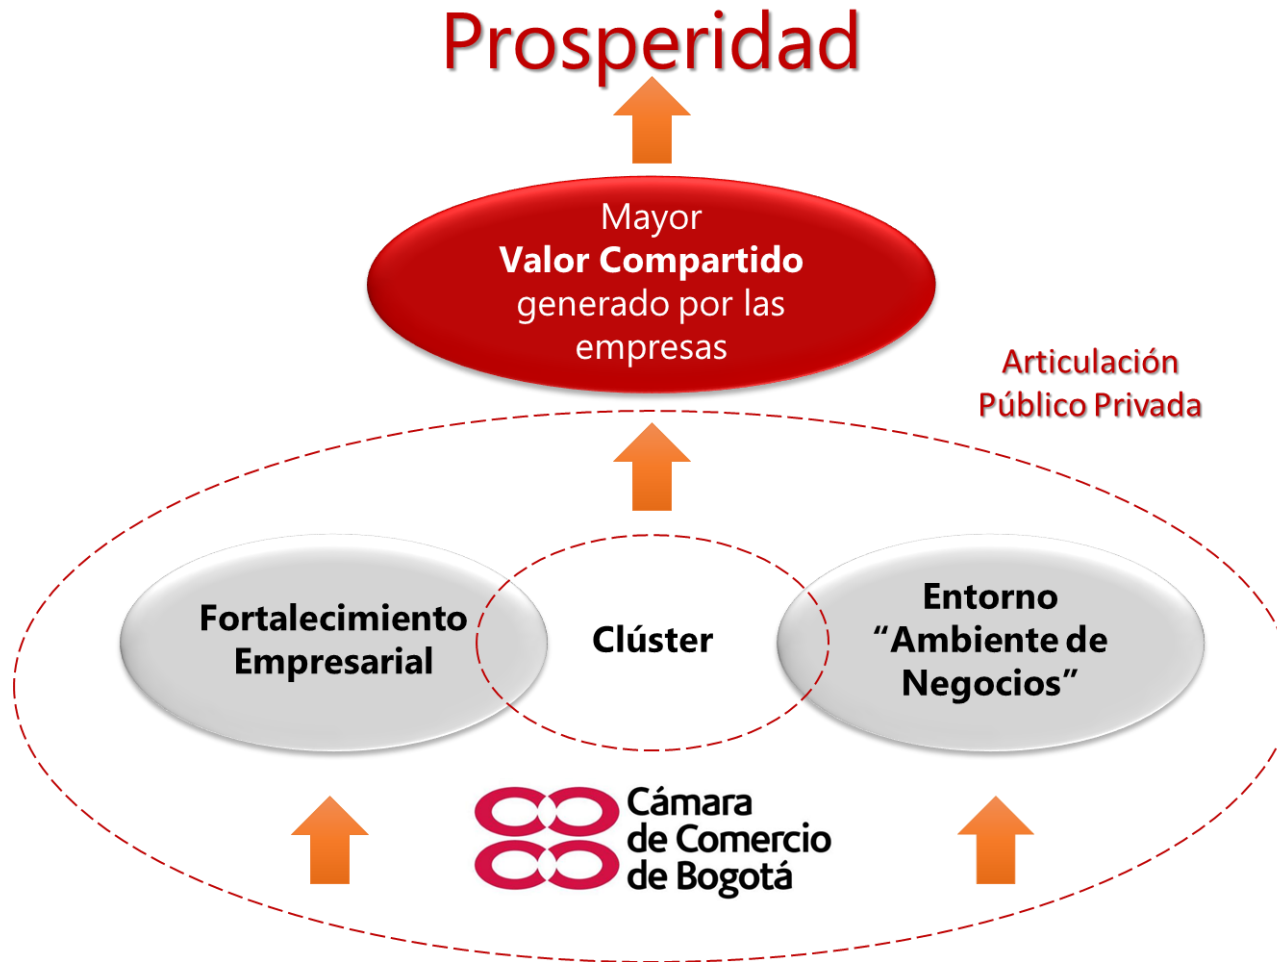 Prosperidad
Mayor
Valor Compartido
generado por las
empresas
Articulación
Público Privada
Fortalecimiento
Empresarial
Clúster
Entorno
“Ambiente de
Negocios”
Cámara
de Comercio
de Bogotá